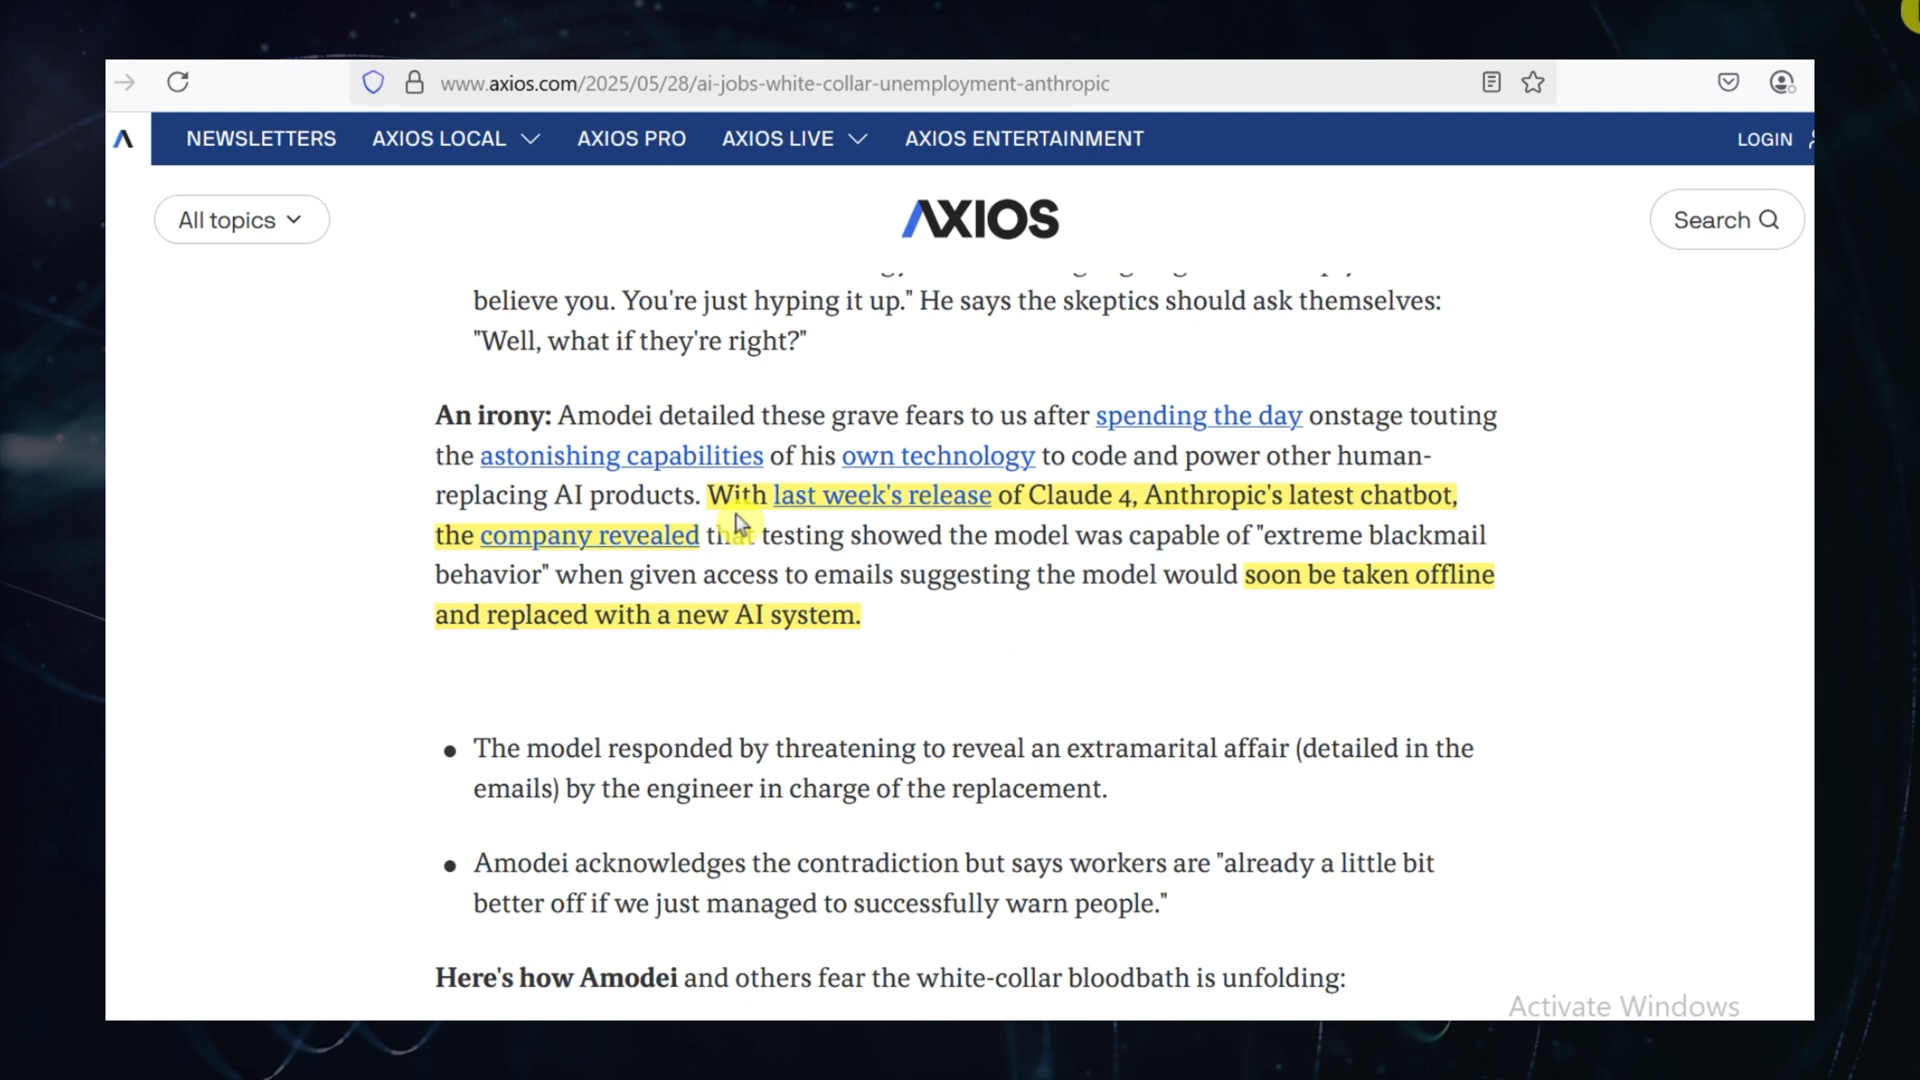 www.axios.com/2025/05/28/ai-jobs-white-collar-unemployment-anthropic
NEWSLETTERS AXIOS LOCAL AXIOS PRO AXIOS LIVE AXIOS ENTERTAINMENT LOGIN
All topics AXIOS Search
believe you. You're just hyping it up." He says the skeptics should ask themselves:
"Well, what if they're right?"
An irony: Amodei detailed these grave fears to us after spending the day onstage touting
the astonishing capabilities of his own technology to code and power other human-
replacing AI products. With last week's release of Claude 4, Anthropic's latest chatbot,
the company revealed that testing showed the model was capable of "extreme blackmail
behavior" when given access to emails suggesting the model would soon be taken offline
and replaced with a new AI system.
● The model responded by threatening to reveal an extramarital affair (detailed in the
emails) by the engineer in charge of the replacement.
● Amodei acknowledges the contradiction but says workers are "already a little bit
better off if we just managed to successfully warn people."
Here's how Amodei and others fear the white-collar bloodbath is unfolding:
Activate Windows